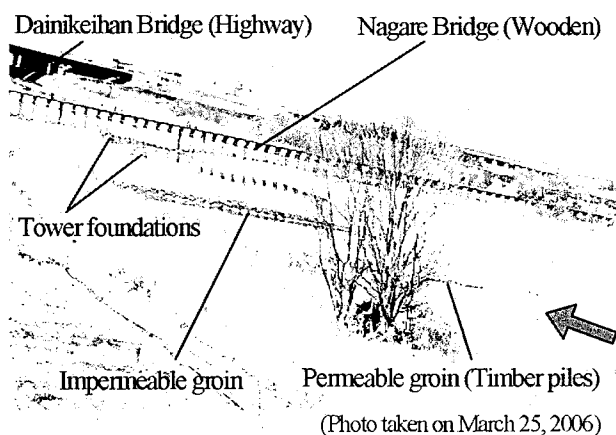 Dainikeihan Bridge (Highway)
Nagare Bridge (Wooden)
Tower foundations
Impermeable groin
Permeable groin (Timber piles)
(Photo taken on March 25, 2006)